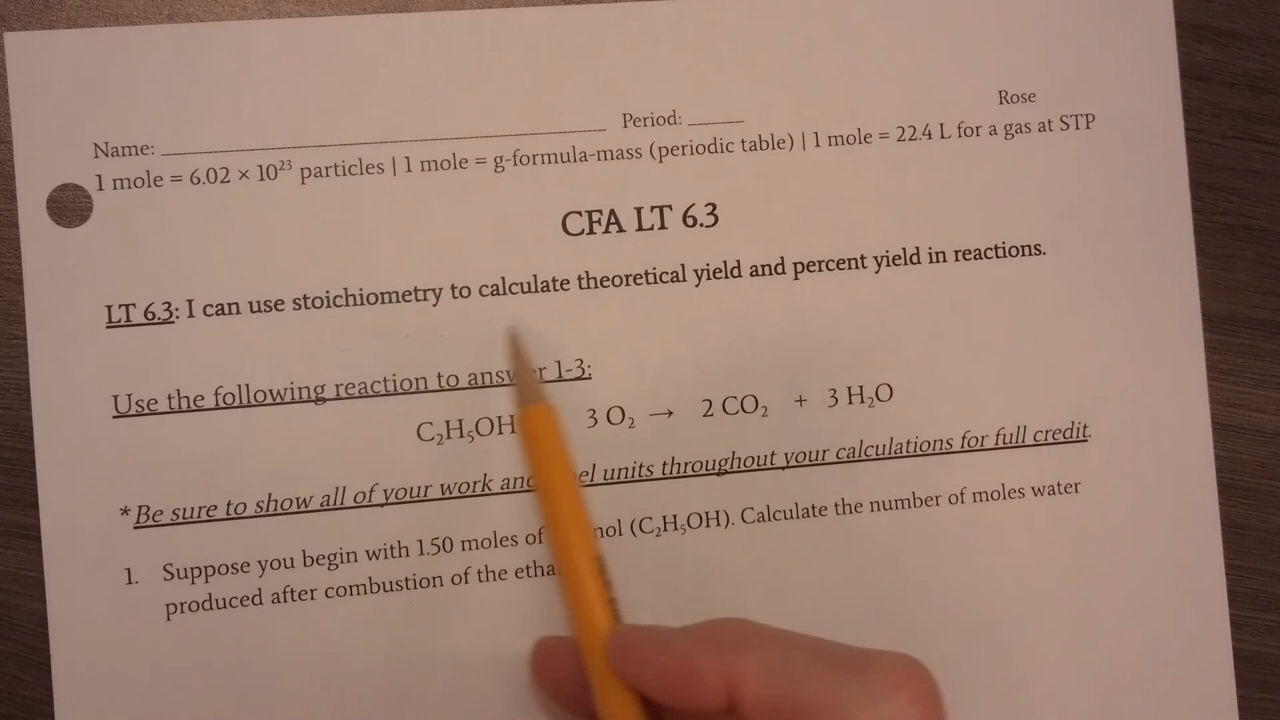 Rose
Name: Period:
1 mole = 6.02 × 10²³ particles | 1 mole = g-formula-mass (periodic table) | 1 mole = 22.4 L for a gas at STP
CFA LT 6.3
LT 6.3: I can use stoichiometry to calculate theoretical yield and percent yield in reactions.
Use the following reaction to answer 1-3:
C₂H₅OH 3 O₂ → 2 CO₂ + 3 H₂O
*Be sure to show all of your work and units throughout your calculations for full credit.
1. Suppose you begin with 1.50 moles of (C₂H₅OH). Calculate the number of moles water
produced after combustion of the